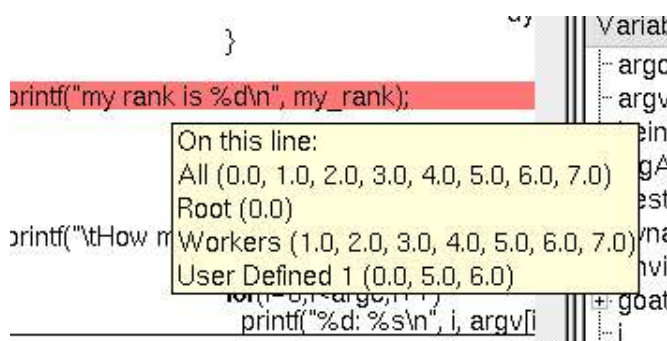 }
Variab
argc
printf("my rank is %d\n", my_rank);
argv
On this line:
All (0.0, 1.0, 2.0, 3.0, 4.0, 5.0, 6.0, 7.0)
Root (0.0)
printf("\tHow
Workers (1.0, 2.0, 3.0, 4.0, 5.0, 6.0, 7.0)
User Defined 1 (0.0, 5.0, 6.0)
goat
printf("%d: %s\n", i, argv[i
i